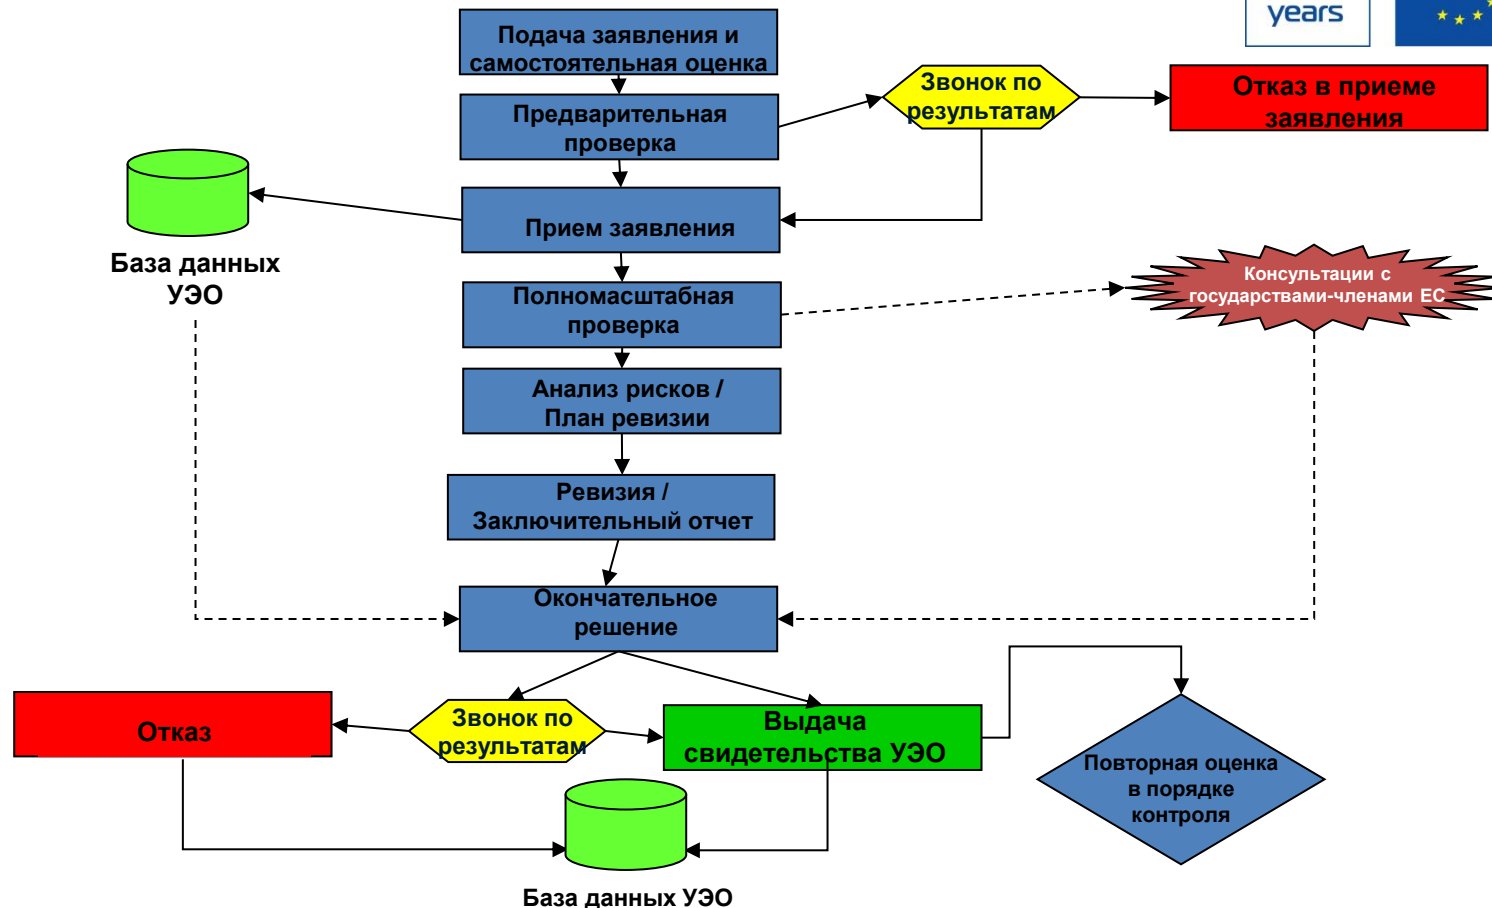 years
Подача заявления и
самостоятельная оценка
Звонок по
результатам
Отказ в приеме
заявления
Предварительная
проверка
Прием заявления
База данных
УЭО
Консультации с
государствами-членами ЕС
Полномасштабная
проверка
Анализ рисков /
План ревизии
Ревизия /
Заключительный отчет
Окончательное
решение
Отказ
Звонок по
результатам
Выдача
свидетельства УЭО
Повторная оценка
в порядке
контроля
База данных УЭО